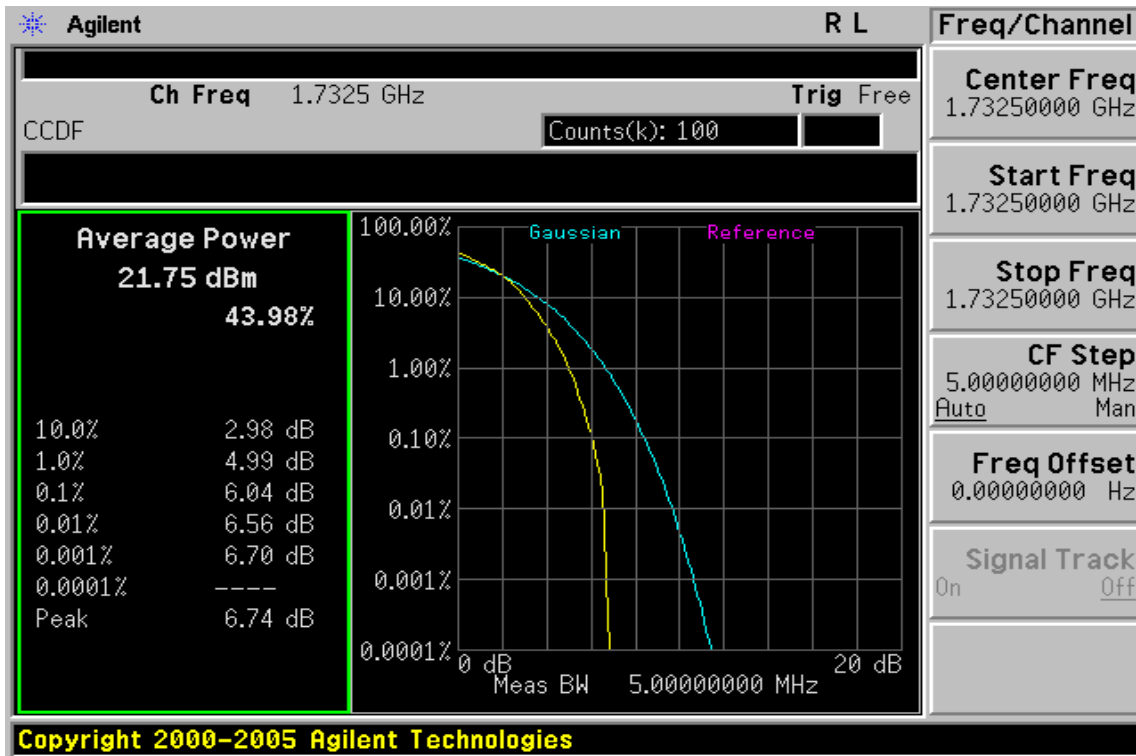 Agilent R L
Ch Freq 1.7325 GHz Trig Free
CCDF Counts(k): 100
Average Power
21.75 dBm
43.98%
10.0% 2.98 dB
1.0% 4.99 dB
0.1% 6.04 dB
0.01% 6.56 dB
0.001% 6.70 dB
0.0001% ----
Peak 6.74 dB
Gaussian Reference
100.00%
10.00%
1.00%
0.10%
0.01%
0.001%
0.0001%
0 dB 20 dB
Meas BW 5.00000000 MHz
Freq/Channel
Center Freq
1.73250000 GHz
Start Freq
1.73250000 GHz
Stop Freq
1.73250000 GHz
CF Step
5.00000000 MHz
Auto Man
Freq Offset
0.00000000 Hz
Signal Track
On Off
Copyright 2000-2005 Agilent Technologies